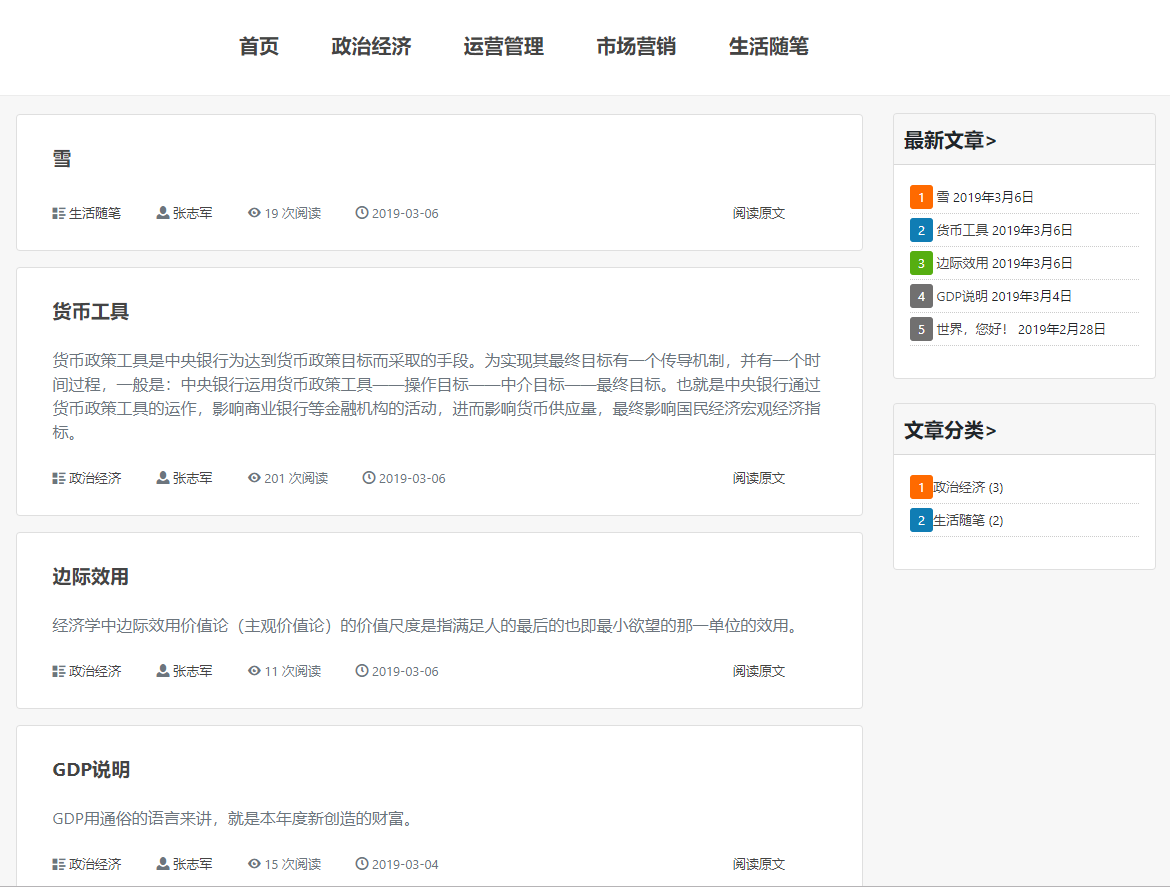 首页 政治经济 运营管理 市场营销 生活随笔
雪
生活随笔 张志军 19 次阅读 2019-03-06 阅读原文
货币工具
货币政策工具是中央银行为达到货币政策目标而采取的手段。为实现其最终目标有一个传导机制，并有一个时
间过程，一般是：中央银行运用货币政策工具——操作目标——中介目标——最终目标。也就是中央银行通过
货币政策工具的运作，影响商业银行等金融机构的活动，进而影响货币供应量，最终影响国民经济宏观经济指
标。
政治经济 张志军 201 次阅读 2019-03-06 阅读原文
边际效用
经济学中边际效用价值论（主观价值论）的价值尺度是指满足人的最后的也即最小欲望的那一单位的效用。
政治经济 张志军 11 次阅读 2019-03-06 阅读原文
GDP说明
GDP用通俗的语言来讲，就是本年度新创造的财富。
政治经济 张志军 15 次阅读 2019-03-04 阅读原文
最新文章>
1 雪 2019年3月6日
2 货币工具 2019年3月6日
3 边际效用 2019年3月6日
4 GDP说明 2019年3月4日
5 世界，您好！ 2019年2月28日
文章分类>
1 政治经济 (3)
2 生活随笔 (2)